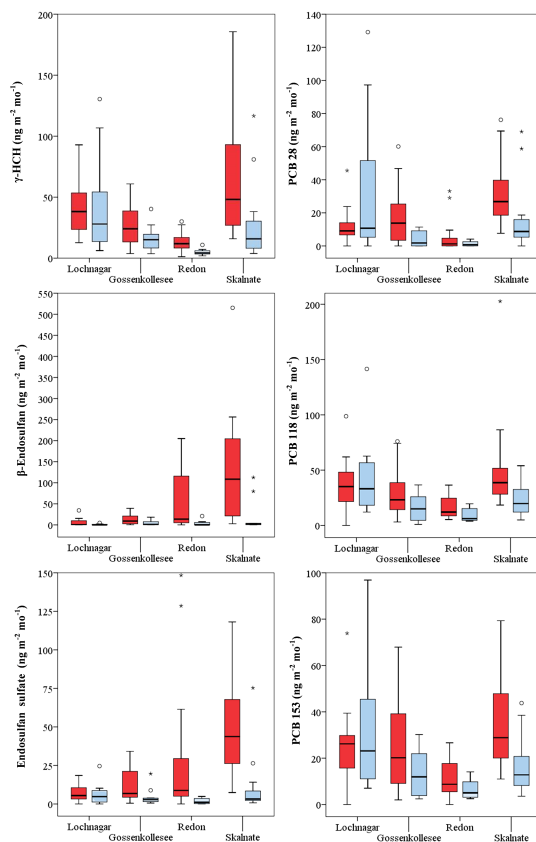 200
150
100
50
0
γ-HCH (ng m-2 mo-1)
Lochnagar
Gossenkollesee
Redon
Skalnate
140
120
100
80
60
40
20
0
PCB 28 (ng m-2 mo-1)
Lochnagar
Gossenkollesee
Redon
Skalnate
550
500
450
400
350
300
250
200
150
100
50
0
β-Endosulfan (ng m-2 mo-1)
Lochnagar
Gossenkollesee
Redon
Skalnate
200
150
100
50
0
PCB 118 (ng m-2 mo-1)
Lochnagar
Gossenkollesee
Redon
Skalnate
150
125
100
75
50
25
0
Endosulfan sulfate (ng m-2 mo-1)
Lochnagar
Gossenkollesee
Redon
Skalnate
100
80
60
40
20
0
PCB 153 (ng m-2 mo-1)
Lochnagar
Gossenkollesee
Redon
Skalnate